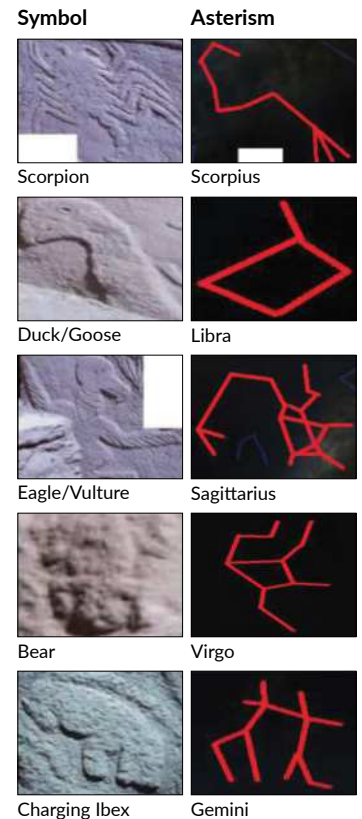 Symbol Asterism
Scorpion Scorpius
Duck/Goose Libra
Eagle/Vulture Sagittarius
Bear Virgo
Charging Ibex Gemini